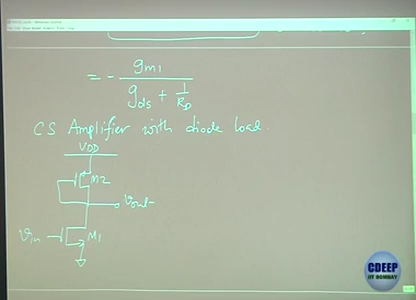 = - gm1 / (gds + 1/RD)
CS Amplifier with diode load.
VDD
M2
Vout
Vin
M1
CDEEP
IIT BOMBAY